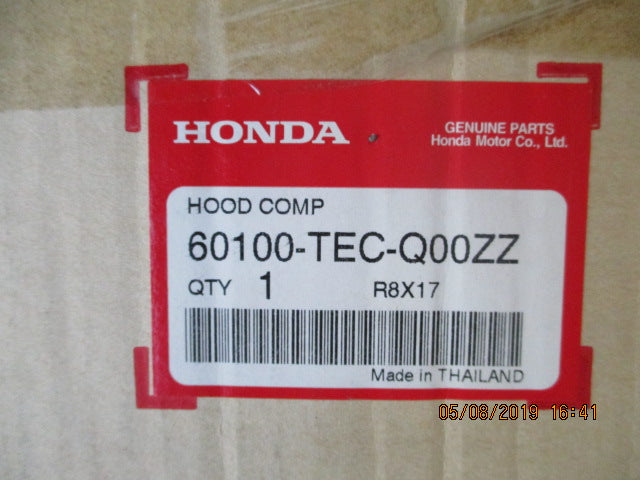 HONDA
GENUINE PARTS
Honda Motor Co., Ltd.
HOOD COMP
60100-TEC-Q00ZZ
QTY 1 R8X17
Made in THAILAND
05/08/2019 16:41